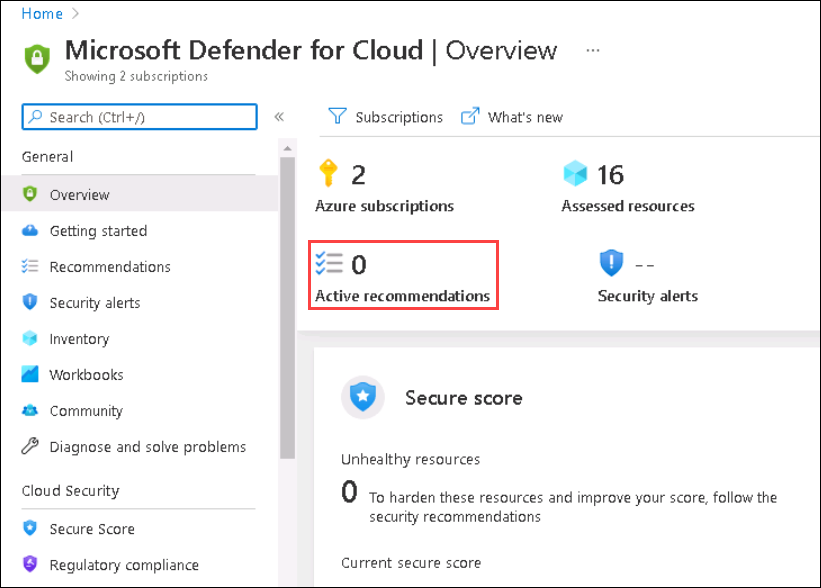 Home >
Microsoft Defender for Cloud | Overview ...
Showing 2 subscriptions
Search (Ctrl+/)
«
General
Overview
Getting started
Recommendations
Security alerts
Inventory
Workbooks
Community
Diagnose and solve problems
Cloud Security
Secure Score
Regulatory compliance
Subscriptions
What's new
2
Azure subscriptions
16
Assessed resources
0
Active recommendations
--
Security alerts
Secure score
Unhealthy resources
0 To harden these resources and improve your score, follow the
security recommendations
Current secure score